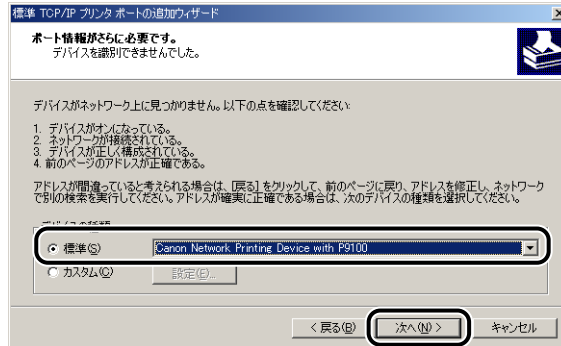 標準 TCP/IP プリンタ ポートの追加ウィザード
ポート情報がさらに必要です。
デバイスを識別できませんでした。
デバイスがネットワーク上に見つかりません。以下の点を確認してください:
1. デバイスがオンになっている。
2. ネットワークが接続されている。
3. デバイスが正しく構成されている。
4. 前のページのアドレスが正確である。
アドレスが間違っていると考えられる場合は、[戻る] をクリックして、前のページに戻り、アドレスを修正し、ネットワーク
で別の検索を実行してください。アドレスが確実に正確である場合は、次のデバイスの種類を選択してください。
デバイスの種類
標準(S) Canon Network Printing Device with P9100
カスタム(C) 設定(E)...
< 戻る(B) 次へ(N) > キャンセル